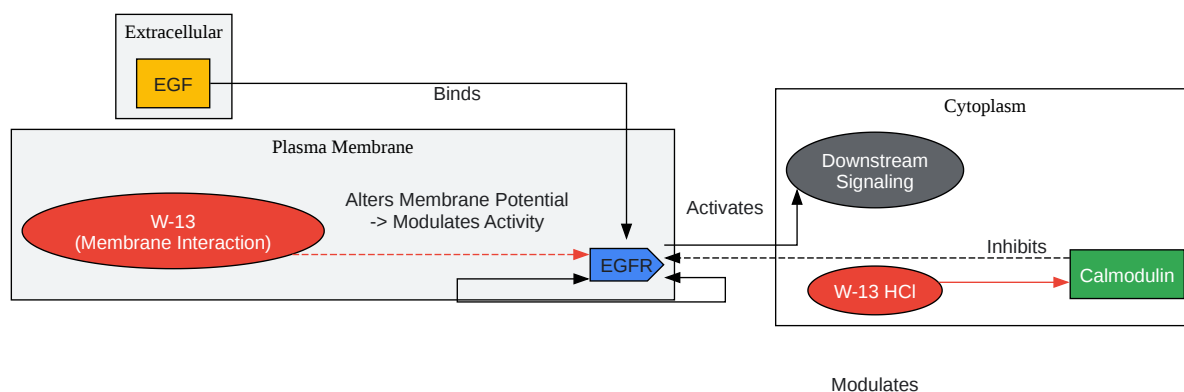 Extracellular
EGF
Binds
Cytoplasm
Plasma Membrane
Downstream
Signaling
W-13
(Membrane Interaction)
Alters Membrane Potential
-> Modulates Activity
Activates
EGFR
Inhibits
Calmodulin
W-13 HCl
Modulates